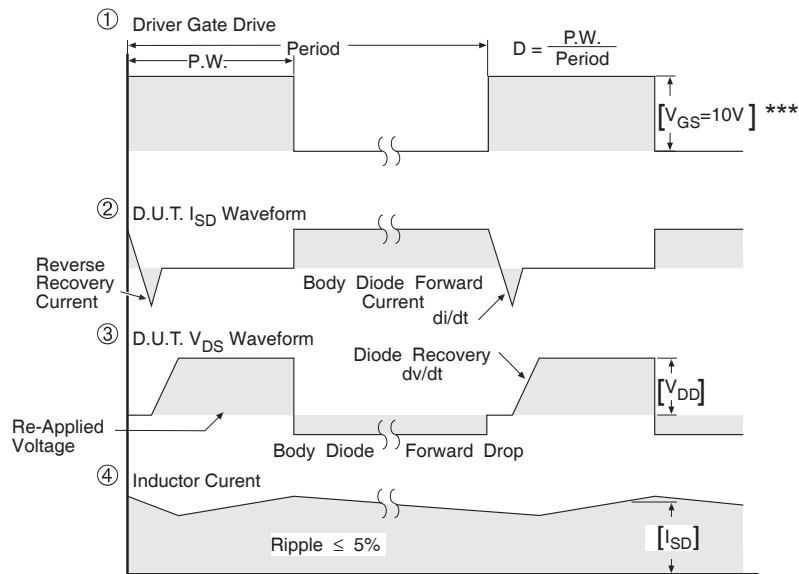 ① Driver Gate Drive
Period
P.W.
D = P.W.
Period
[VGS=10V] ***
② D.U.T. ISD Waveform
Reverse
Recovery
Current
Body Diode Forward
Current
di/dt
③ D.U.T. VDS Waveform
Diode Recovery
dv/dt
[VDD]
Re-Applied
Voltage
Body Diode Forward Drop
④ Inductor Curent
Ripple ≤ 5%
[ISD]